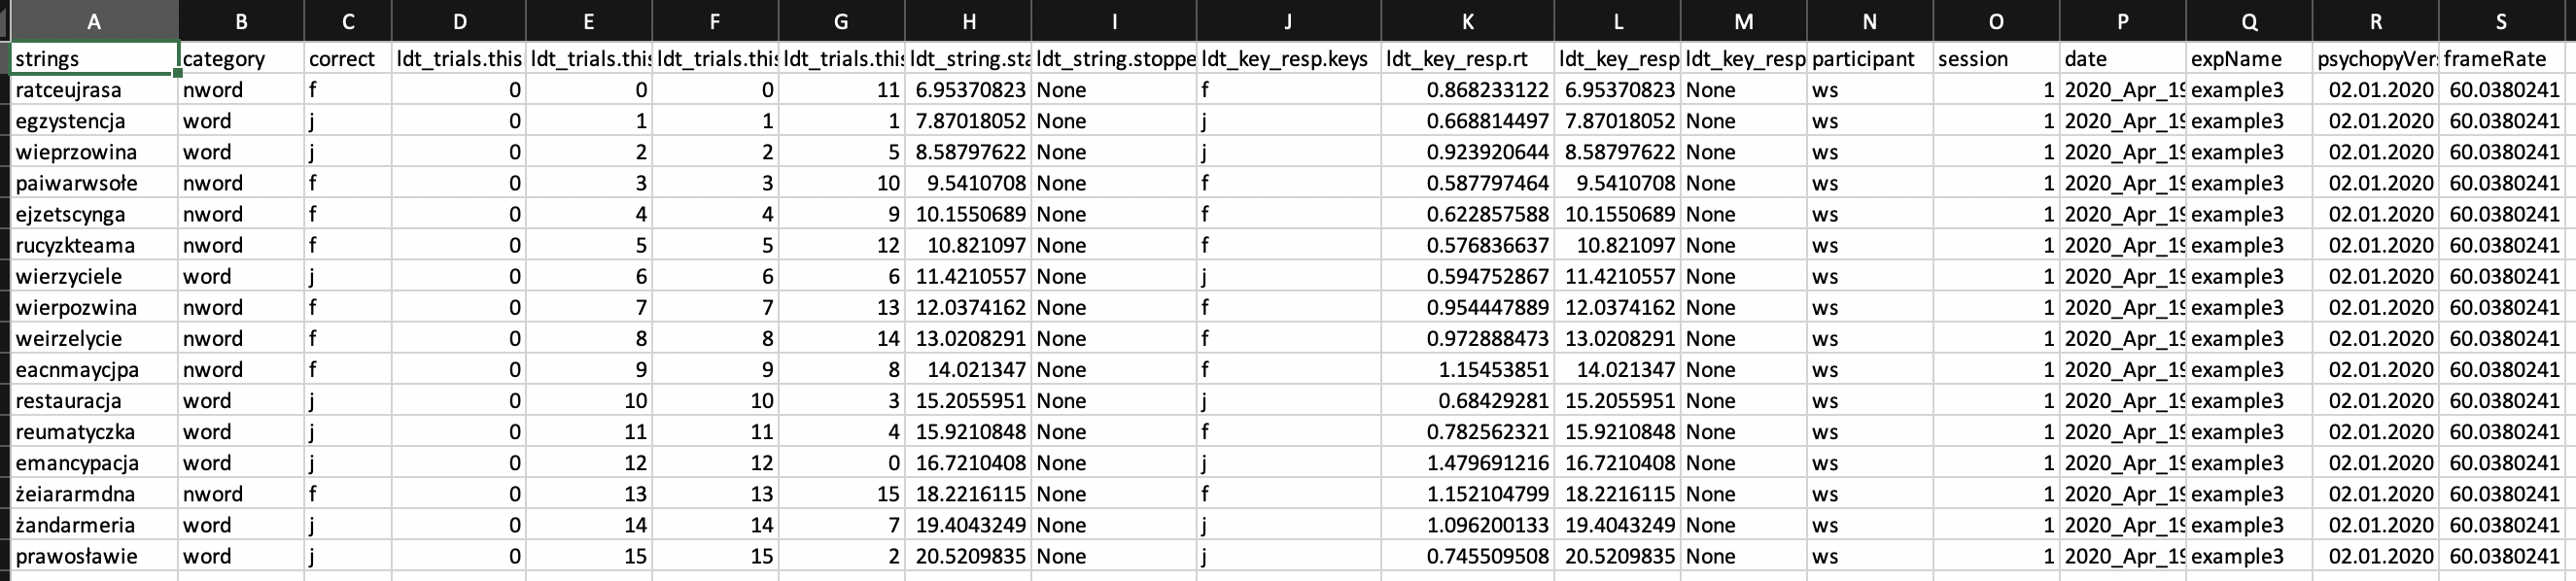 A B C D E F G H I J K L M N O P Q R S
strings category correct ldt_trials.this ldt_trials.this ldt_trials.this ldt_trials.this ldt_string.sta ldt_string.stoppe ldt_key_resp.keys ldt_key_resp.rt ldt_key_resp ldt_key_resp participant session date expName psychopyVer frameRate
ratceujrasa nword f 0 0 0 11 6.95370823 None f 0.868233122 6.95370823 None ws 1 2020_Apr_19 example3 02.01.2020 60.0380241
egzystencja word j 0 1 1 1 7.87018052 None j 0.668814497 7.87018052 None ws 1 2020_Apr_19 example3 02.01.2020 60.0380241
wieprzowina word j 0 2 2 5 8.58797622 None j 0.923920644 8.58797622 None ws 1 2020_Apr_19 example3 02.01.2020 60.0380241
paiwarwsołe nword f 0 3 3 10 9.5410708 None f 0.587797464 9.5410708 None ws 1 2020_Apr_19 example3 02.01.2020 60.0380241
ejzetscynga nword f 0 4 4 9 10.1550689 None f 0.622857588 10.1550689 None ws 1 2020_Apr_19 example3 02.01.2020 60.0380241
rucyzkteama nword f 0 5 5 12 10.821097 None f 0.576836637 10.821097 None ws 1 2020_Apr_19 example3 02.01.2020 60.0380241
wierzyciele word j 0 6 6 6 11.4210557 None j 0.594752867 11.4210557 None ws 1 2020_Apr_19 example3 02.01.2020 60.0380241
wierpozwina nword f 0 7 7 13 12.0374162 None f 0.954447889 12.0374162 None ws 1 2020_Apr_19 example3 02.01.2020 60.0380241
weirzelycie nword f 0 8 8 14 13.0208291 None f 0.972888473 13.0208291 None ws 1 2020_Apr_19 example3 02.01.2020 60.0380241
eacnmaycjpa nword f 0 9 9 8 14.021347 None f 1.15453851 14.021347 None ws 1 2020_Apr_19 example3 02.01.2020 60.0380241
restauracja word j 0 10 10 3 15.2055951 None j 0.68429281 15.2055951 None ws 1 2020_Apr_19 example3 02.01.2020 60.0380241
reumatyczka word j 0 11 11 4 15.9210848 None f 0.782562321 15.9210848 None ws 1 2020_Apr_19 example3 02.01.2020 60.0380241
emancypacja word j 0 12 12 0 16.7210408 None j 1.479691216 16.7210408 None ws 1 2020_Apr_19 example3 02.01.2020 60.0380241
żeiararmdna nword f 0 13 13 15 18.2216115 None f 1.152104799 18.2216115 None ws 1 2020_Apr_19 example3 02.01.2020 60.0380241
żandarmeria word j 0 14 14 7 19.4043249 None j 1.096200133 19.4043249 None ws 1 2020_Apr_19 example3 02.01.2020 60.0380241
prawosławie word j 0 15 15 2 20.5209835 None j 0.745509508 20.5209835 None ws 1 2020_Apr_19 example3 02.01.2020 60.0380241